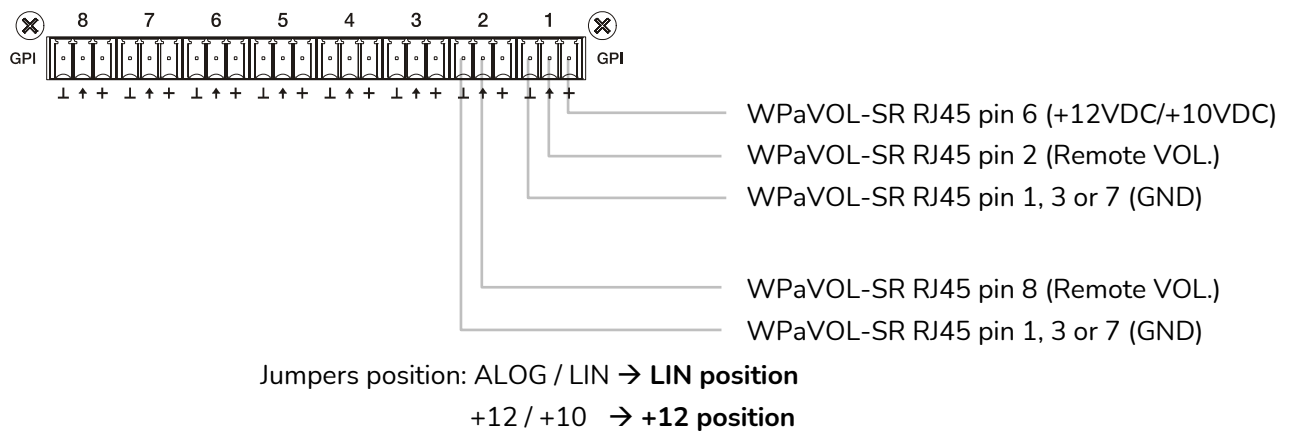 8 7 6 5 4 3 2 1
GPI GPI
⊥ ↑ + ⊥ ↑ + ⊥ ↑ + ⊥ ↑ + ⊥ ↑ + ⊥ ↑ + ⊥ ↑ + ⊥ ↑ +
WPaVOL-SR RJ45 pin 6 (+12VDC/+10VDC)
WPaVOL-SR RJ45 pin 2 (Remote VOL.)
WPaVOL-SR RJ45 pin 1, 3 or 7 (GND)
WPaVOL-SR RJ45 pin 8 (Remote VOL.)
WPaVOL-SR RJ45 pin 1, 3 or 7 (GND)
Jumpers position: ALOG / LIN → LIN position
+12 / +10 → +12 position